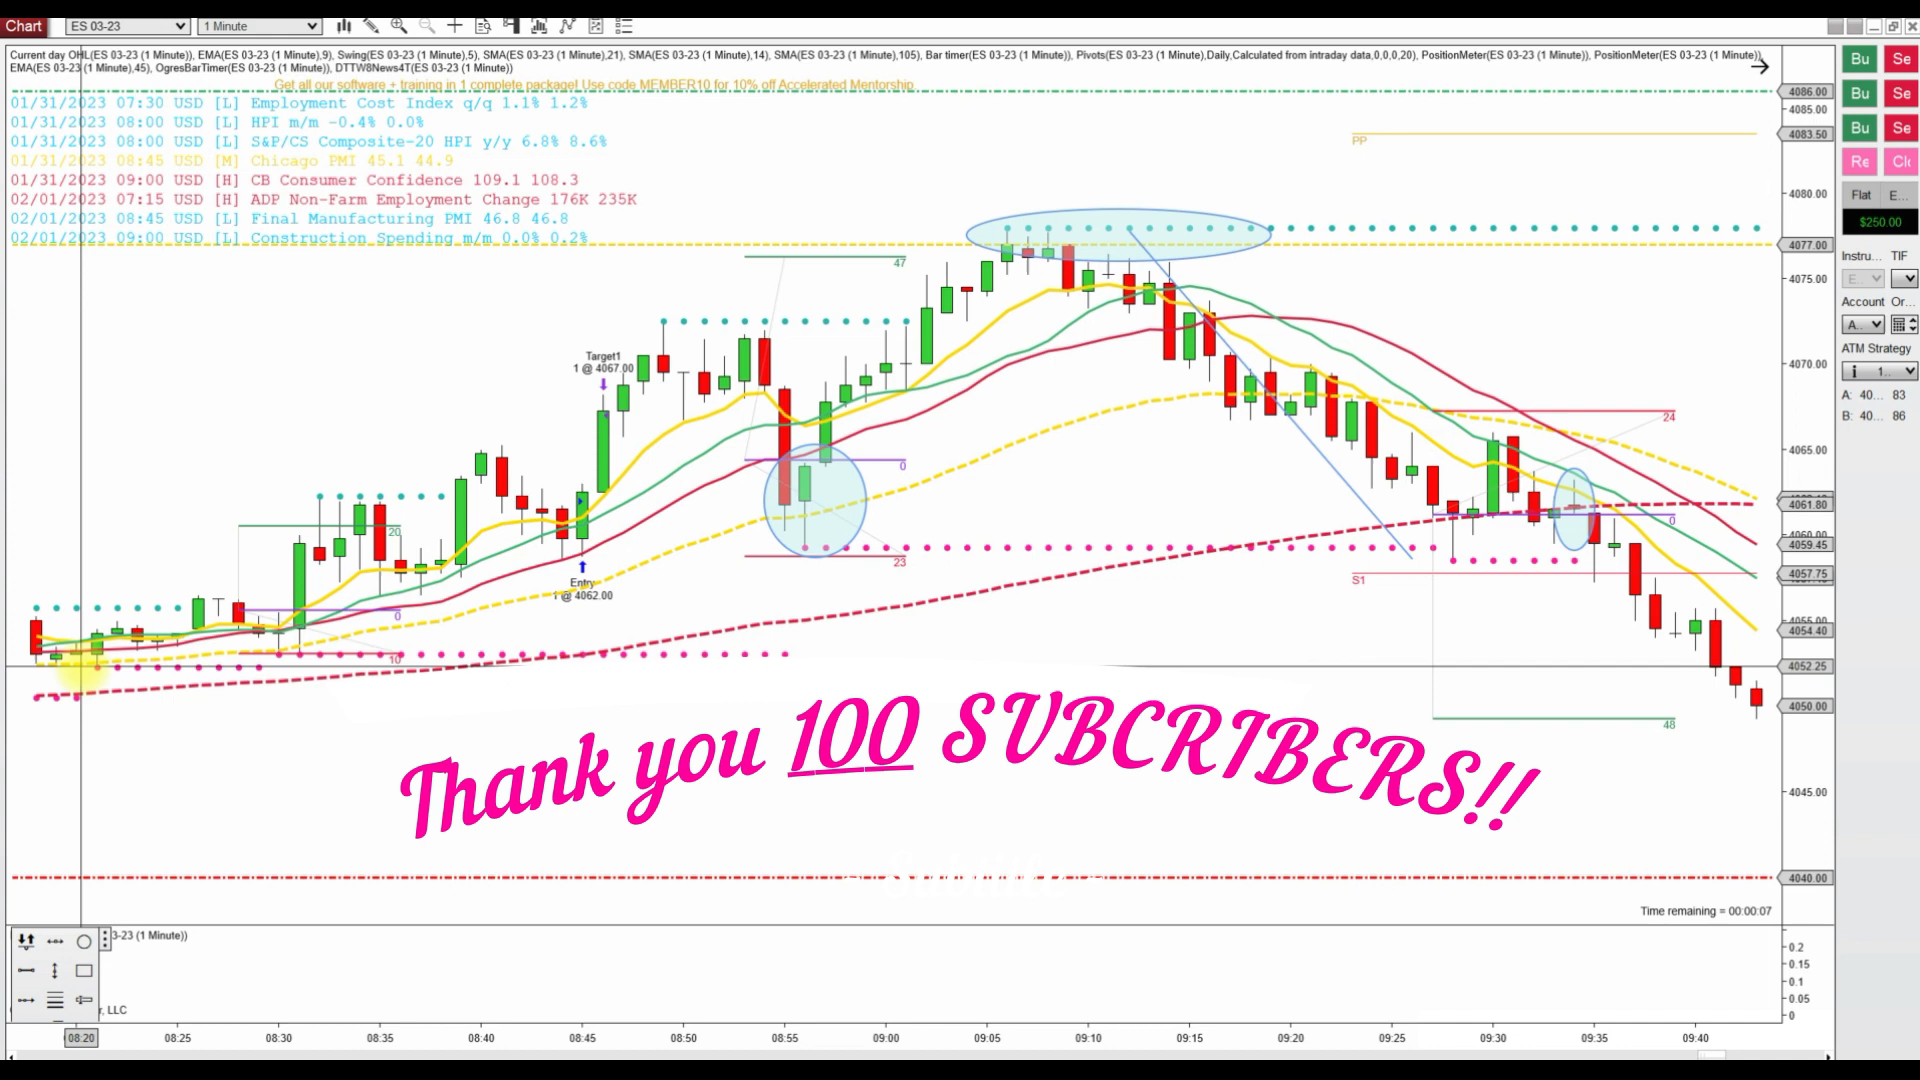 Chart ES 03-23 1 Minute
Current day OHL(ES 03-23 (1 Minute)), EMA(ES 03-23 (1 Minute),9), Swing(ES 03-23 (1 Minute),5), SMA(ES 03-23 (1 Minute),21), SMA(ES 03-23 (1 Minute),14), SMA(ES 03-23 (1 Minute),105), Bar timer(ES 03-23 (1 Minute)), Pivots(ES 03-23 (1 Minute),Daily,Calculated from intraday data,0,0,0,20), PositionMeter(ES 03-23 (1 Minute)), PositionMeter(ES 03-23 (1 Minute)),
EMA(ES 03-23 (1 Minute),45), OgresBarTimer(ES 03-23 (1 Minute)), DTTW8News4T(ES 03-23 (1 Minute))
Get all our software + training in 1 complete package! Use code MEMBER10 for 10% off Accelerated Mentorship.
01/31/2023 07:30 USD [L] Employment Cost Index q/q 1.1% 1.2%
01/31/2023 08:00 USD [L] HPI m/m -0.4% 0.0%
01/31/2023 08:00 USD [L] S&P/CS Composite-20 HPI y/y 6.8% 8.6%
01/31/2023 08:45 USD [M] Chicago PMI 45.1 44.9
01/31/2023 09:00 USD [H] CB Consumer Confidence 109.1 108.3
02/01/2023 07:15 USD [H] ADP Non-Farm Employment Change 176K 235K
02/01/2023 08:45 USD [L] Final Manufacturing PMI 46.8 46.8
02/01/2023 09:00 USD [L] Construction Spending m/m 0.0% 0.2%
PP
47
Target1
1 @ 4067.00
24
0
20
0
23
Entry
1 @ 4062.00
S1
0
10
48
Thank you 100 SUBCRIBERS!!
Time remaining = 00:00:07
4086.00
4085.00
4083.50
4080.00
4077.00
4075.00
4070.00
4065.00
4061.80
4060.00
4059.45
4057.75
4055.00
4054.40
4052.25
4050.00
4045.00
4040.00
3-23 (1 Minute))
r, LLC
0.2
0.15
0.1
0.05
0
08:20 08:25 08:30 08:35 08:40 08:45 08:50 08:55 09:00 09:05 09:10 09:15 09:20 09:25 09:30 09:35 09:40
Bu Se
Bu Se
Bu Se
Re Clo
Flat E...
$250.00
Instru... TIF
E..
Account Or...
A..
ATM Strategy
1..
A: 40... 83
B: 40... 86